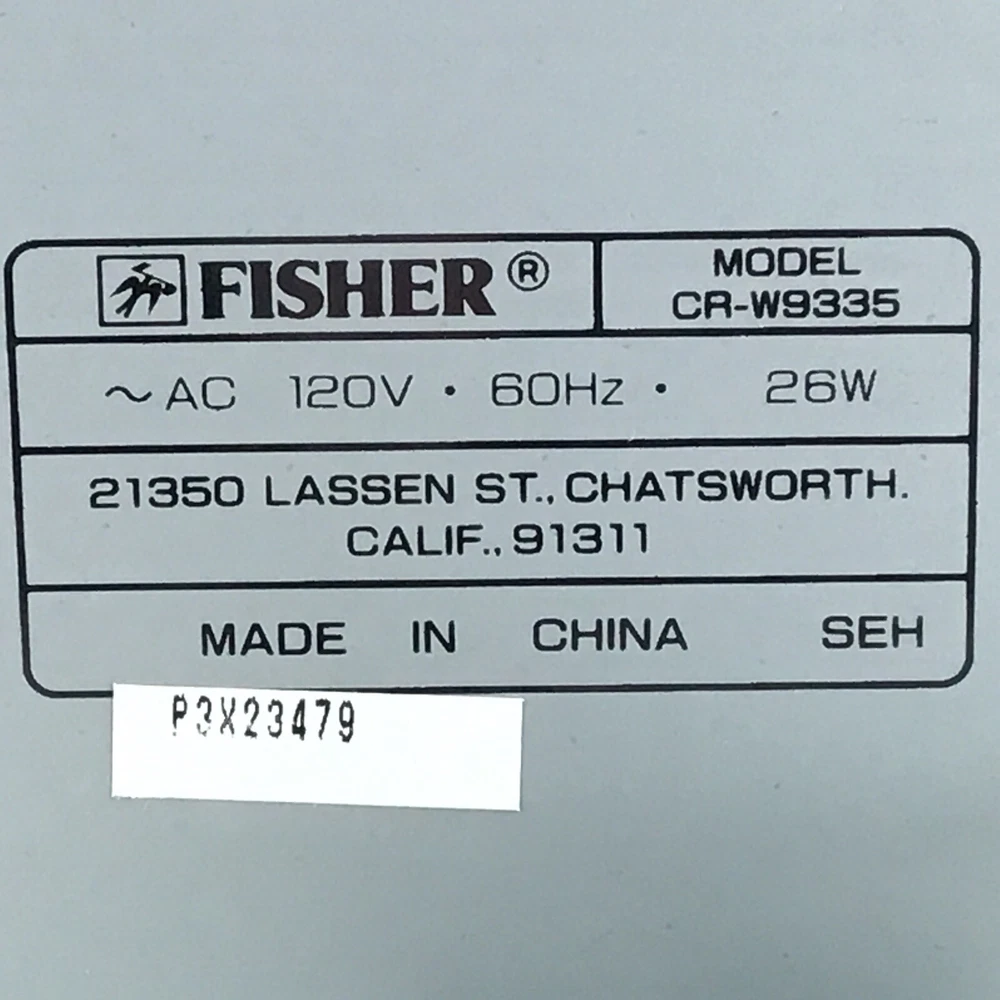 FISHER®
MODEL
CR-W9335
~ AC 120V · 60Hz · 26W
21350 LASSEN ST., CHATSWORTH.
CALIF., 91311
MADE IN CHINA SEH
P3X23479